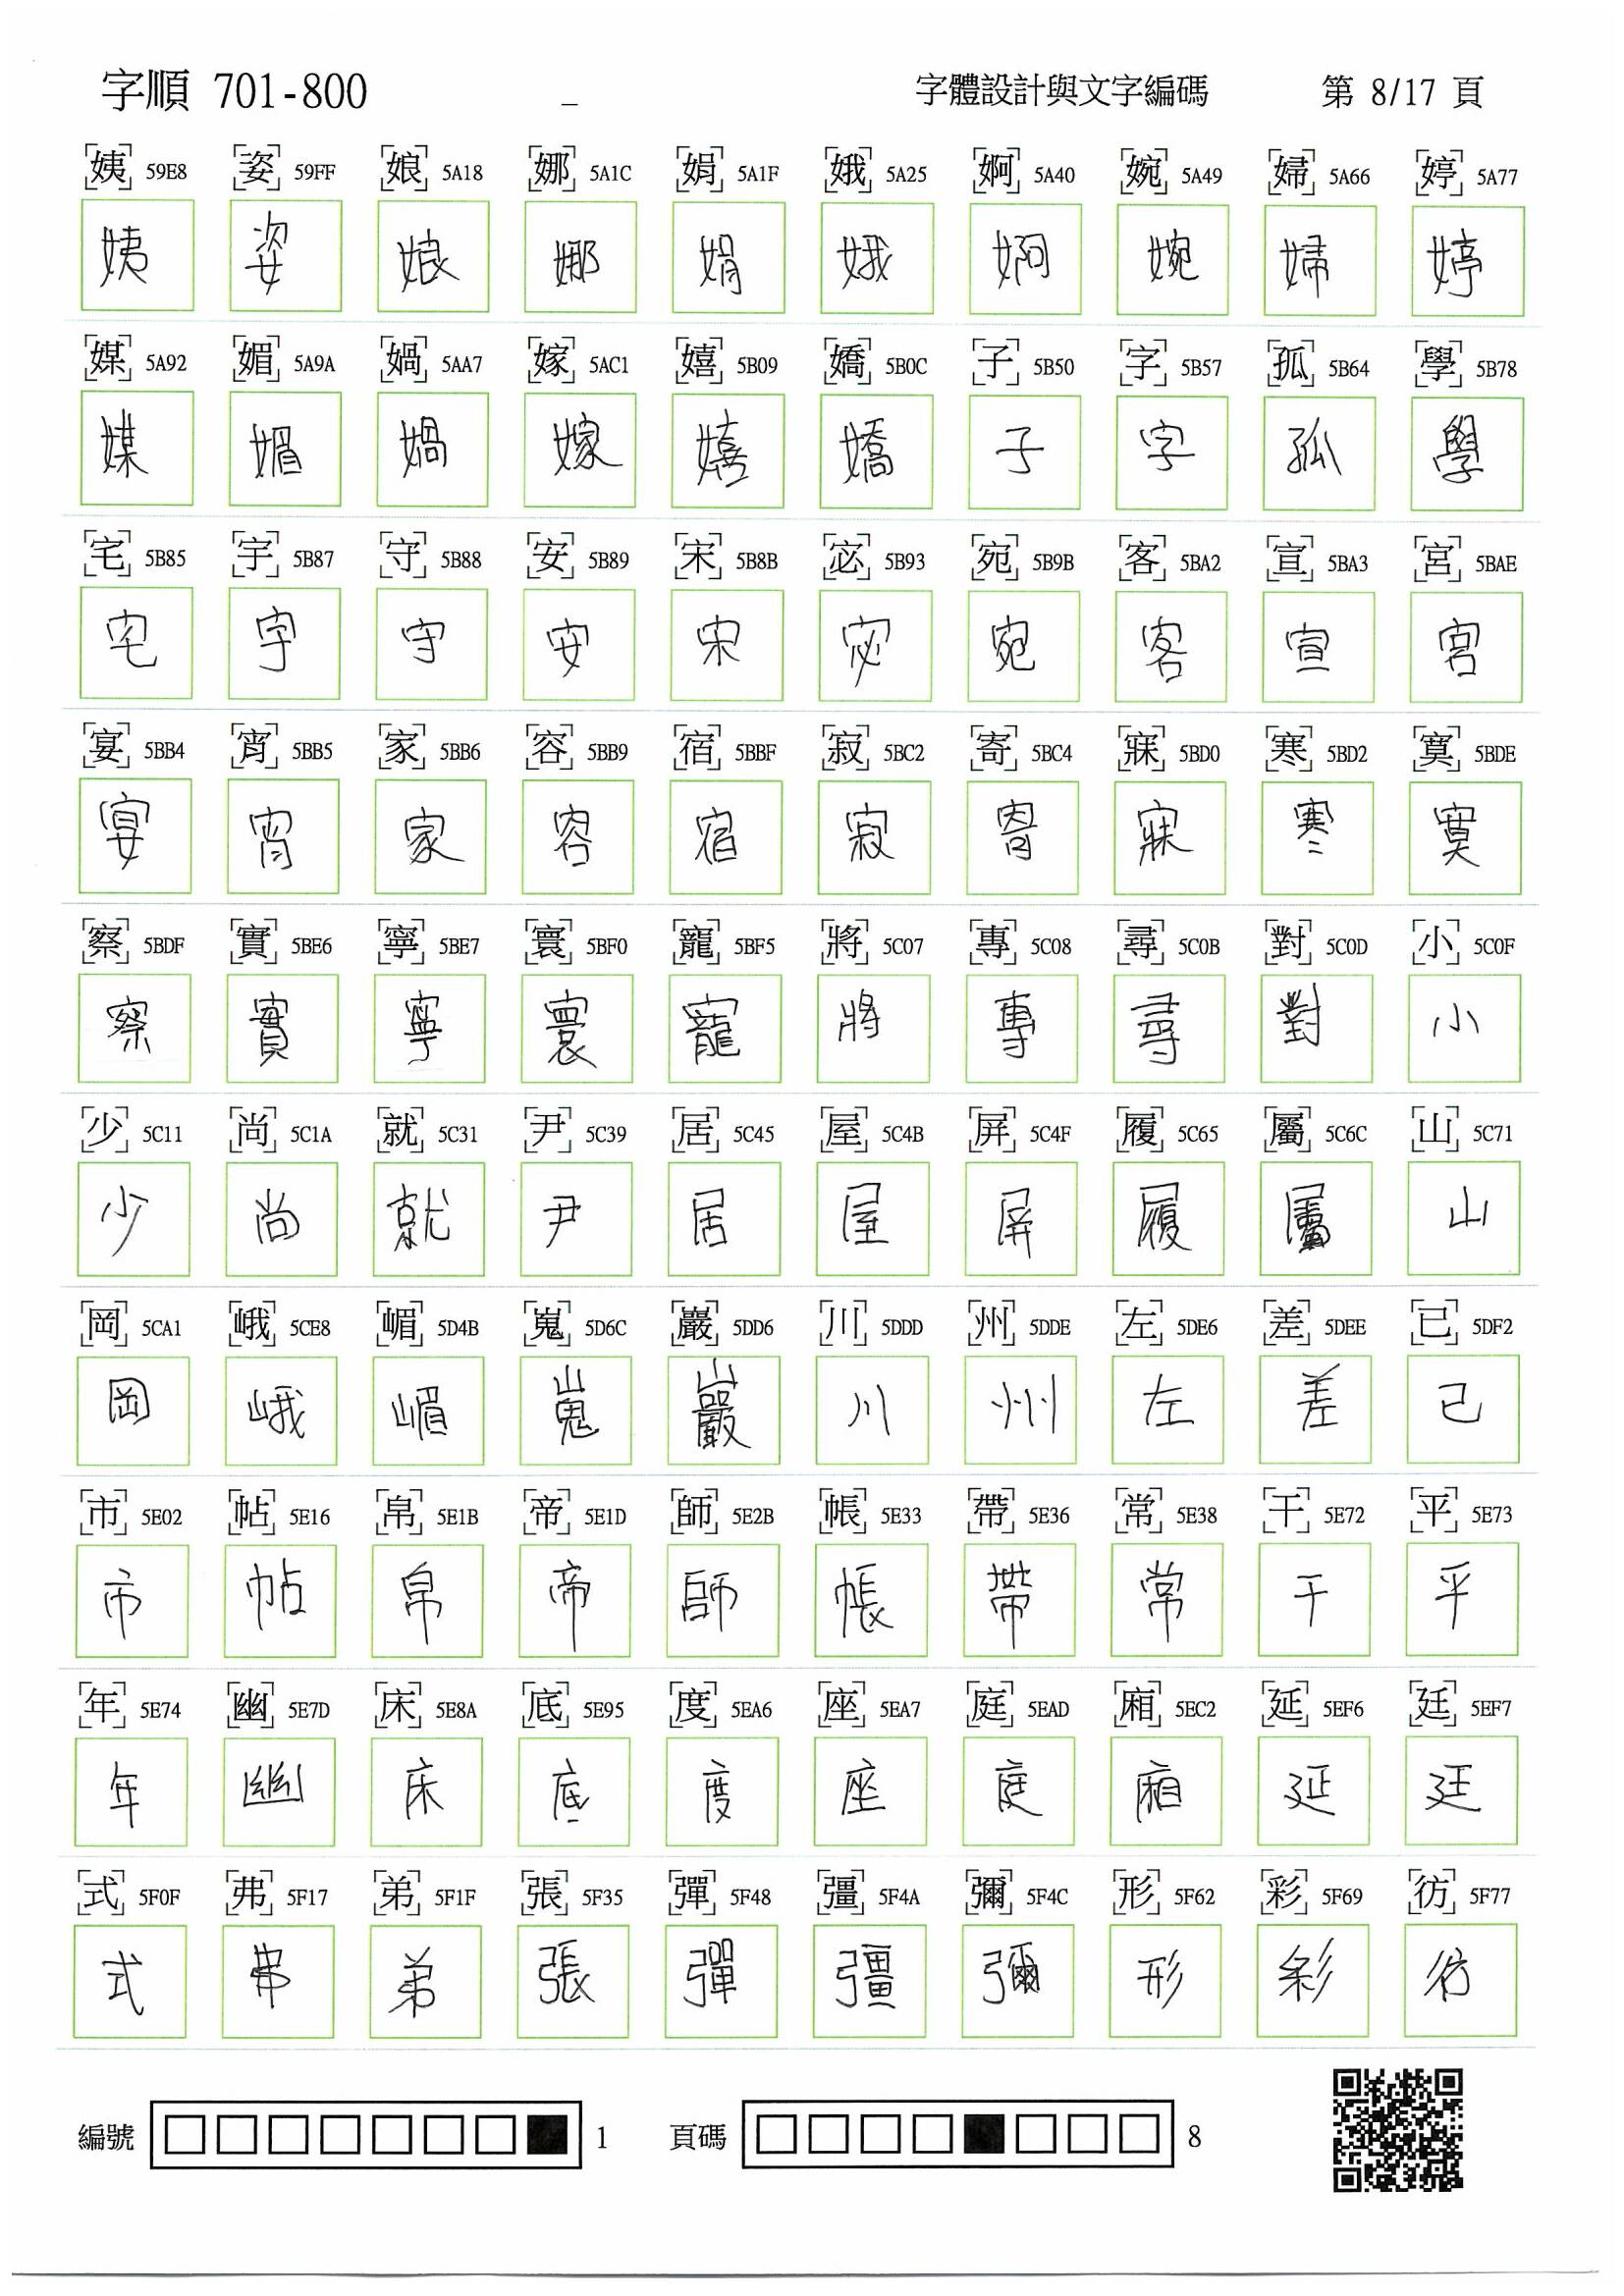 字順 701-800 _ 字體設計與文字編碼 第 8/17 頁
姨 59E8 姿 59FF 娘 5A18 娜 5A1C 娟 5A1F 娥 5A25 婀 5A40 婉 5A49 婦 5A66 婷 5A77
姨 姿 娘 娜 娟 娥 婀 婉 婦 婷
媒 5A92 媚 5A9A 媧 5AA7 嫁 5AC1 嬉 5B09 嬌 5B0C 子 5B50 字 5B57 孤 5B64 學 5B78
媒 媚 媧 嫁 嬉 嬌 子 字 孤 學
宅 5B85 宇 5B87 守 5B88 安 5B89 宋 5B8B 宓 5B93 宛 5B9B 客 5BA2 宣 5BA3 宮 5BAE
宅 宇 守 安 宋 宓 宛 客 宣 宮
宴 5BB4 宵 5BB5 家 5BB6 容 5BB9 宿 5BBF 寂 5BC2 寄 5BC4 寐 5BD0 寒 5BD2 寞 5BDE
宴 宵 家 容 宿 寂 寄 寐 寒 寞
察 5BDF 實 5BE6 寧 5BE7 寰 5BF0 寵 5BF5 將 5C07 專 5C08 尋 5C0B 對 5C0D 小 5C0F
察 實 寧 寰 寵 將 專 尋 對 小
少 5C11 尚 5C1A 就 5C31 尹 5C39 居 5C45 屋 5C4B 屏 5C4F 履 5C65 屬 5C6C 山 5C71
少 尚 就 尹 居 屋 屏 履 屬 山
岡 5CA1 峨 5CE8 嵋 5D4B 嵬 5D6C 巖 5DD6 川 5DDD 州 5DDE 左 5DE6 差 5DEE 已 5DF2
岡 峨 嵋 嵬 巖 川 州 左 差 已
市 5E02 帖 5E16 帛 5E1B 帝 5E1D 師 5E2B 帳 5E33 帶 5E36 常 5E38 干 5E72 平 5E73
市 帖 帛 帝 師 帳 帶 常 干 平
年 5E74 幽 5E7D 床 5E8A 底 5E95 度 5EA6 座 5EA7 庭 5EAD 廂 5EC2 延 5EF6 廷 5EF7
年 幽 床 底 度 座 庭 廂 延 廷
式 5F0F 弗 5F17 弟 5F1F 張 5F35 彈 5F48 彊 5F4A 彌 5F4C 形 5F62 彩 5F69 彷 5F77
式 弗 弟 張 彈 彊 彌 形 彩 彷
編號 1 頁碼 8